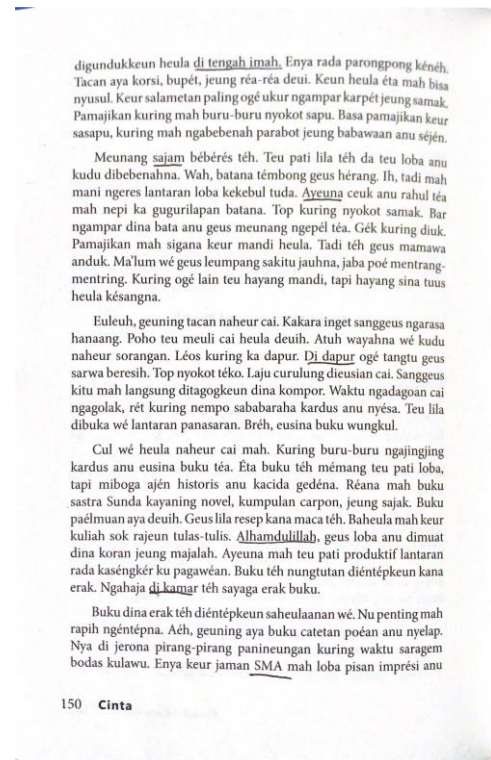 digundukkeun heula di tengah imah. Enya rada parongpong kénéh.
Tacan aya korsi, bupét, jeung réa-réa deui. Keun heula éta mah bisa
nyusul. Keur salametan paling ogé ukur ngampar karpét jeung samak.
Pamajikan kuring mah buru-buru nyokot sapu. Basa pamajikan keur
sasapu, kuring mah ngabebenah parabot jeung babawaan anu séjén.
Meunang sajam bébérés téh. Teu pati lila téh da teu loba anu
kudu dibebenahna. Wah, batana témbong geus hérang. Ih, tadi mah
mani ngeres lantaran loba kekebul tuda. Ayeuna ceuk anu rahul téa
mah nepi ka gugurilapan batana. Top kuring nyokot samak. Bar
ngampar dina bata anu geus meunang ngepél téa. Gék kuring diuk.
Pamajikan mah sigana keur mandi heula. Tadi téh geus mamawa
anduk. Ma'lum wé geus leumpang sakitu jauhna, jaba poé mentrang-
mentring. Kuring ogé lain teu hayang mandi, tapi hayang sina tuus
heula késangna.
Euleuh, geuning tacan naheur cai. Kakara inget sanggeus ngarasa
hanaang. Poho teu meuli cai heula deuih. Atuh wayahna wé kudu
naheur sorangan. Léos kuring ka dapur. Di dapur ogé tangtu geus
sarwa beresih. Top nyokot téko. Laju curulung dieusian cai. Sanggeus
kitu mah langsung ditagogkeun dina kompor. Waktu ngadagoan cai
ngagolak, rét kuring nempo sababaraha kardus anu nyésa. Teu lila
dibuka wé lantaran panasaran. Bréh, eusina buku wungkul.
Cul wé heula naheur cai mah. Kuring buru-buru ngajingjing
kardus anu eusina buku téa. Éta buku téh mémang teu pati loba,
tapi miboga ajén historis anu kacida gedéna. Réana mah buku
sastra Sunda kayaning novel, kumpulan carpon, jeung sajak. Buku
paélmuan aya deuih. Geus lila resep kana maca téh. Baheula mah keur
kuliah sok rajeun tulas-tulis. Alhamdulillah, geus loba anu dimuat
dina koran jeung majalah. Ayeuna mah teu pati produktif lantaran
rada kaséngkér ku pagawéan. Buku téh nungtutan diéntépkeun kana
erak. Ngahaja di kamar téh sayaga erak buku.
Buku dina erak téh diéntépkeun saheulaanan wé. Nu penting mah
rapih ngéntépna. Aéh, geuning aya buku catetan poéan anu nyelap.
Nya di jerona pirang-pirang panineungan kuring waktu saragem
bodas kulawu. Enya keur jaman SMA mah loba pisan imprési anu
150 Cinta